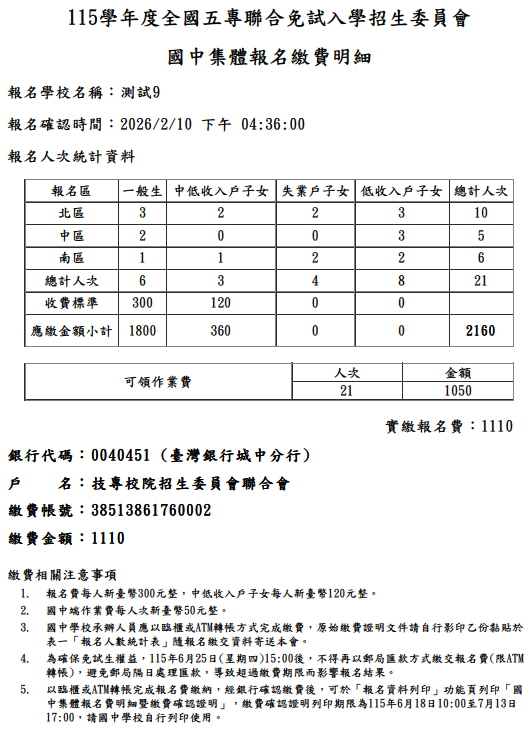 115學年度全國五專聯合免試入學招生委員會
國中集體報名繳費明細
報名學校名稱：測試9
報名確認時間：2026/2/10 下午 04:36:00
報名人次統計資料
報名區 一般生 中低收入戶子女 失業戶子女 低收入戶子女 總計人次
北區 3 2 2 3 10
中區 2 0 0 3 5
南區 1 1 2 2 6
總計人次 6 3 4 8 21
收費標準 300 120 0 0
應繳金額小計 1800 360 0 0 2160
可領作業費 人次 金額
21 1050
實繳報名費：1110
銀行代碼：0040451 (臺灣銀行城中分行)
戶 名：技專校院招生委員會聯合會
繳費帳號：38513861760002
繳費金額：1110
繳費相關注意事項
1. 報名費每人新臺幣300元整，中低收入戶子女每人新臺幣120元整。
2. 國中端作業費每人次新臺幣50元整。
3. 國中學校承辦人員應以臨櫃或ATM轉帳方式完成繳費，原始繳費證明文件請自行影印乙份黏貼於
表一「報名人數統計表」隨報名繳交資料寄送本會。
4. 為確保免試生權益，115年6月25日(星期四)15:00後，不得再以郵局匯款方式繳交報名費(限ATM
轉帳)，避免郵局隔日處理匯款，導致超過繳費期限而影響報名結果。
5. 以臨櫃或ATM轉帳完成報名費繳納，經銀行確認繳費後，可於「報名資料列印」功能頁列印「國
中集體報名費明細暨繳費確認證明」，繳費確認證明列印期限為115年6月18日10:00至7月13日
17:00，請國中學校自行列印使用。